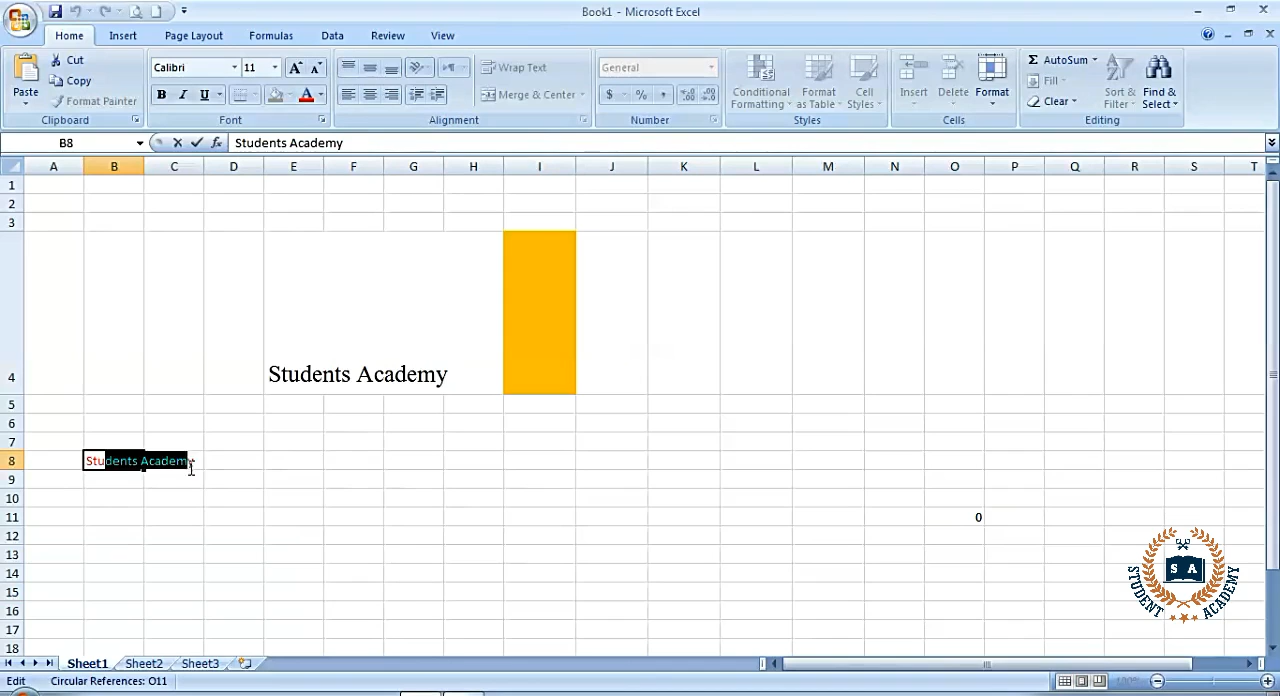 Book1 - Microsoft Excel
Home Insert Page Layout Formulas Data Review View
Paste
Cut
Copy
Format Painter
Clipboard
Calibri 11
B I U
Font
Wrap Text
Merge & Center
Alignment
General
$ % ,
Number
Conditional Formatting
Format as Table
Cell Styles
Styles
Insert Delete Format
Cells
Σ AutoSum
Fill
Clear
Sort & Filter
Find & Select
Editing
B8 fx Students Academy
A B C D E F G H I J K L M N O P Q R S T
1
2
3
4 Students Academy
5
6
7
8 Students Academ
9
10
11 0
12
13
14
15
16
17
18
S A
STUDENT ACADEMY
Sheet1 Sheet2 Sheet3
Edit Circular References: O11 100%